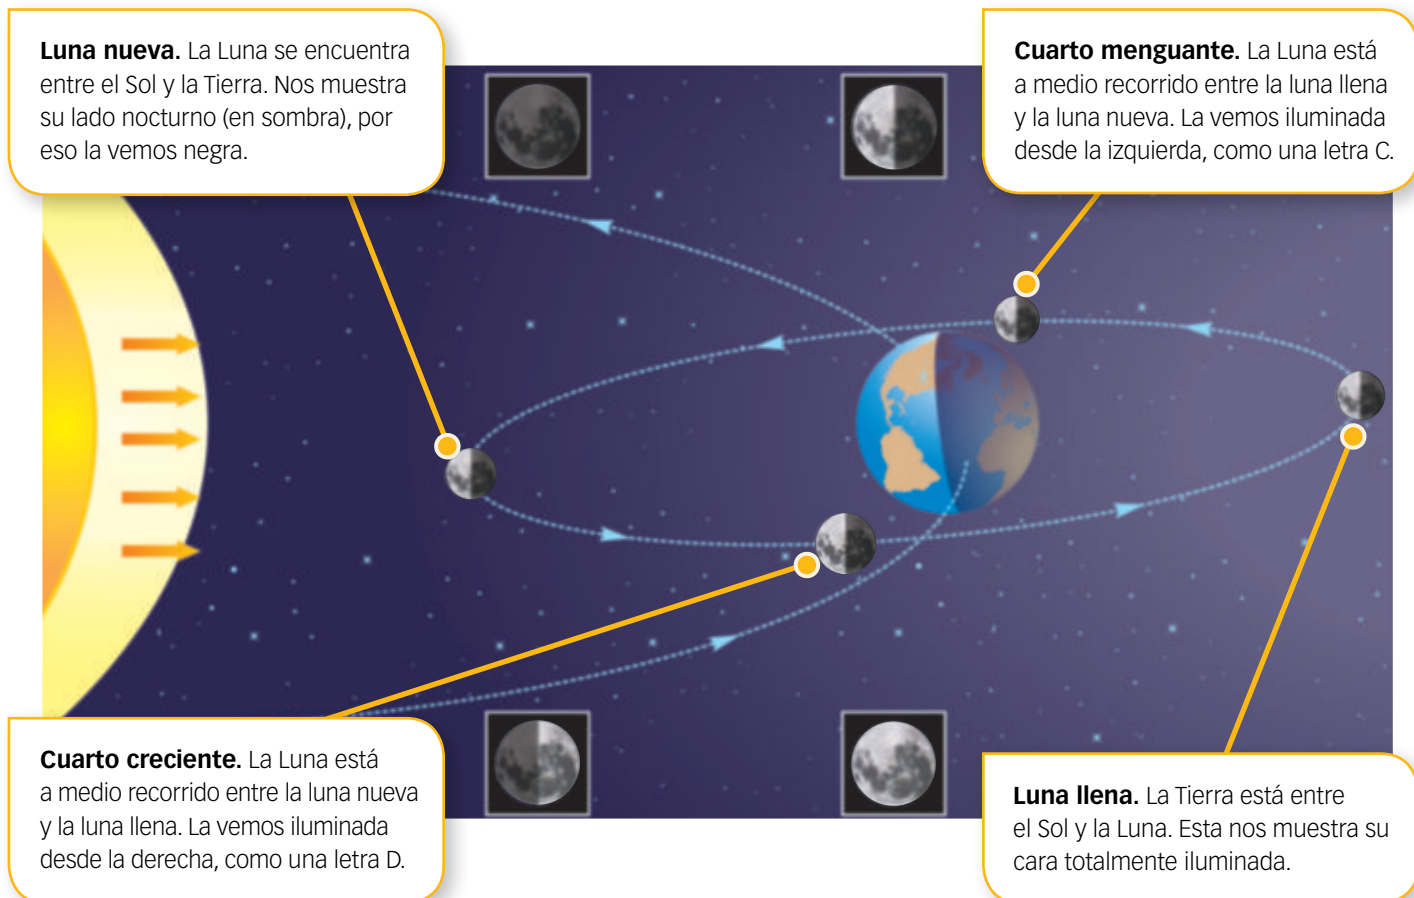 Luna nueva. La Luna se encuentra
entre el Sol y la Tierra. Nos muestra
su lado nocturno (en sombra), por
eso la vemos negra.
Cuarto menguante. La Luna está
a medio recorrido entre la luna llena
y la luna nueva. La vemos iluminada
desde la izquierda, como una letra C.
Cuarto creciente. La Luna está
a medio recorrido entre la luna nueva
y la luna llena. La vemos iluminada
desde la derecha, como una letra D.
Luna llena. La Tierra está entre
el Sol y la Luna. Esta nos muestra su
cara totalmente iluminada.